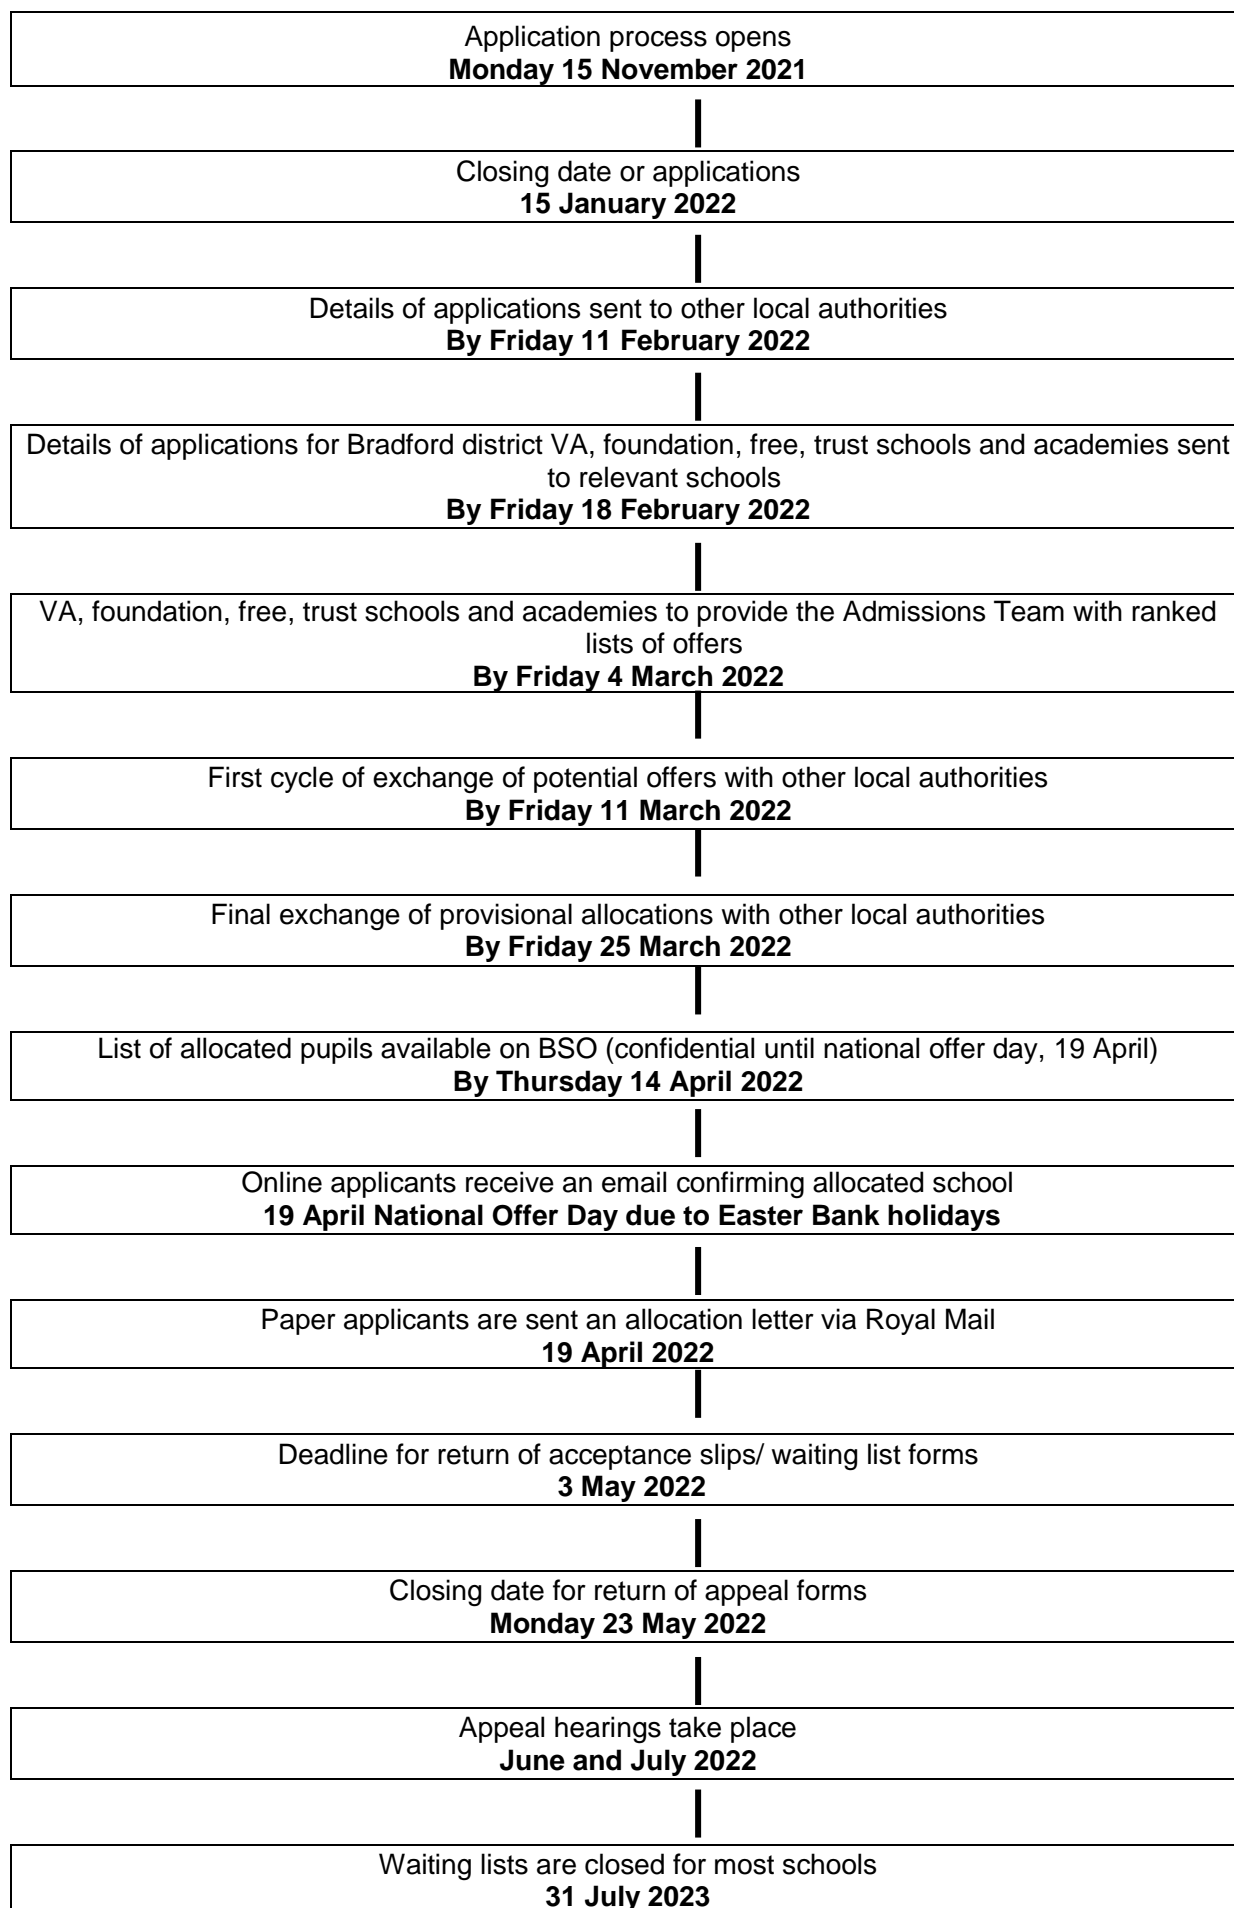 Application process opens
Monday 15 November 2021
Closing date or applications
15 January 2022
Details of applications sent to other local authorities
By Friday 11 February 2022
Details of applications for Bradford district VA, foundation, free, trust schools and academies sent
to relevant schools
By Friday 18 February 2022
VA, foundation, free, trust schools and academies to provide the Admissions Team with ranked
lists of offers
By Friday 4 March 2022
First cycle of exchange of potential offers with other local authorities
By Friday 11 March 2022
Final exchange of provisional allocations with other local authorities
By Friday 25 March 2022
List of allocated pupils available on BSO (confidential until national offer day, 19 April)
By Thursday 14 April 2022
Online applicants receive an email confirming allocated school
19 April National Offer Day due to Easter Bank holidays
Paper applicants are sent an allocation letter via Royal Mail
19 April 2022
Deadline for return of acceptance slips/ waiting list forms
3 May 2022
Closing date for return of appeal forms
Monday 23 May 2022
Appeal hearings take place
June and July 2022
Waiting lists are closed for most schools
31 July 2023